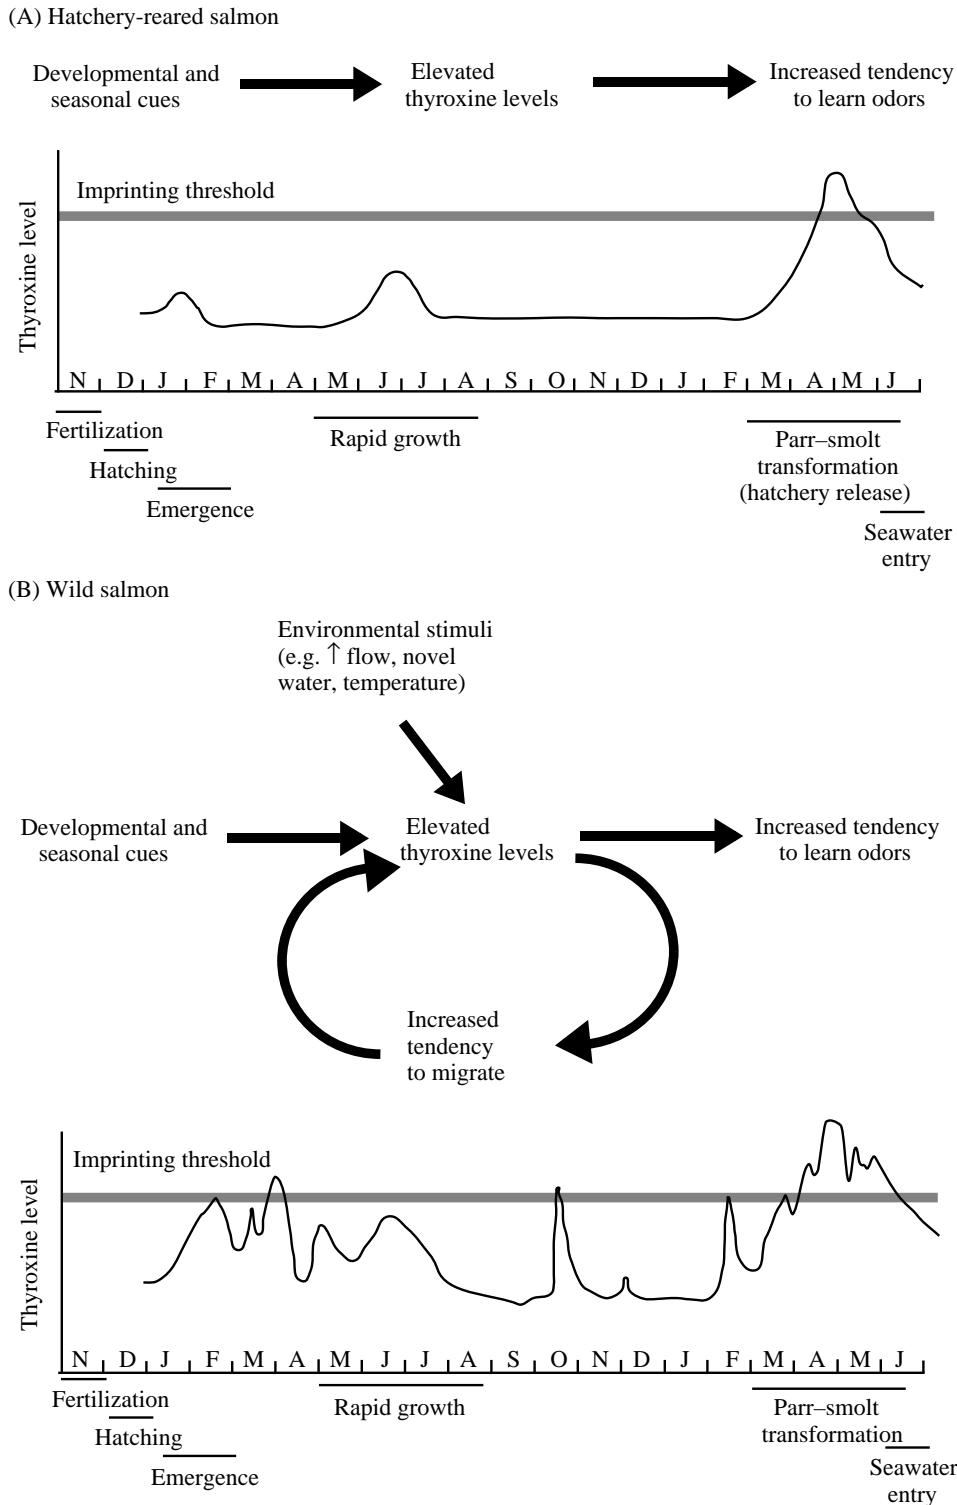 (A) Hatchery-reared salmon
Developmental and
seasonal cues
Elevated
thyroxine levels
Increased tendency
to learn odors
Imprinting threshold
Thyroxine level
N D J F M A M J J A S O N D J F M A M J
Fertilization
Hatching
Emergence
Rapid growth
Parr–smolt
transformation
(hatchery release)
Seawater
entry
(B) Wild salmon
Environmental stimuli
(e.g. ↑ flow, novel
water, temperature)
Developmental and
seasonal cues
Elevated
thyroxine levels
Increased tendency
to learn odors
Increased
tendency
to migrate
Imprinting threshold
Thyroxine level
N D J F M A M J J A S O N D J F M A M J
Fertilization
Hatching
Emergence
Rapid growth
Parr–smolt
transformation
Seawater
entry